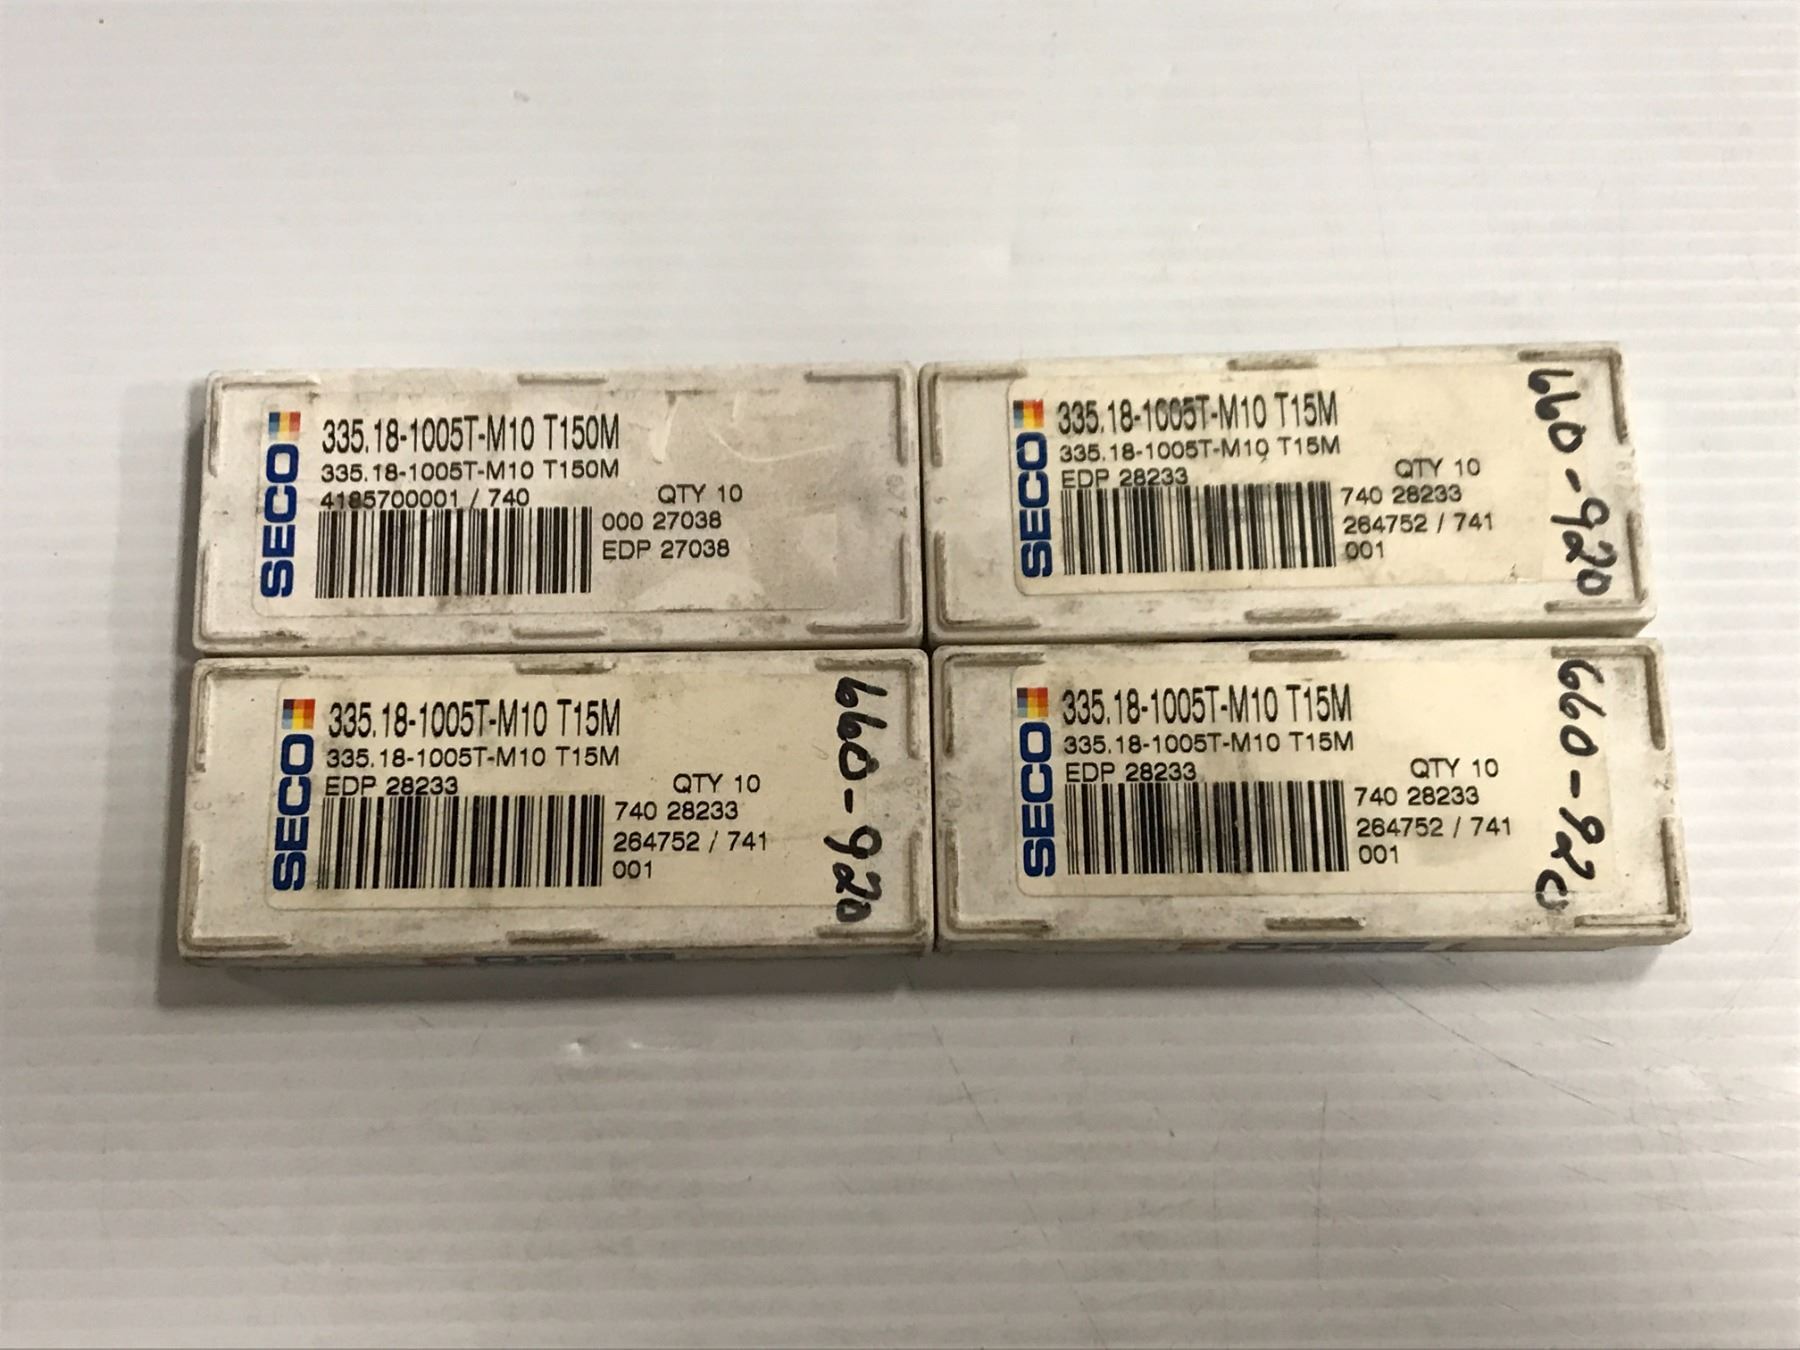 SECO
335.18-1005T-M10 T150M
335.18-1005T-M10 T150M
4185700001 / 740
QTY 10
000 27038
EDP 27038
SECO
335.18-1005T-M10 T15M
335.18-1005T-M10 T15M
EDP 28233
QTY 10
740 28233
264752 / 741
001
660-920
SECO
335.18-1005T-M10 T15M
335.18-1005T-M10 T15M
EDP 28233
QTY 10
740 28233
264752 / 741
001
660-920
SECO
335.18-1005T-M10 T15M
335.18-1005T-M10 T15M
EDP 28233
QTY 10
740 28233
264752 / 741
001
660-920